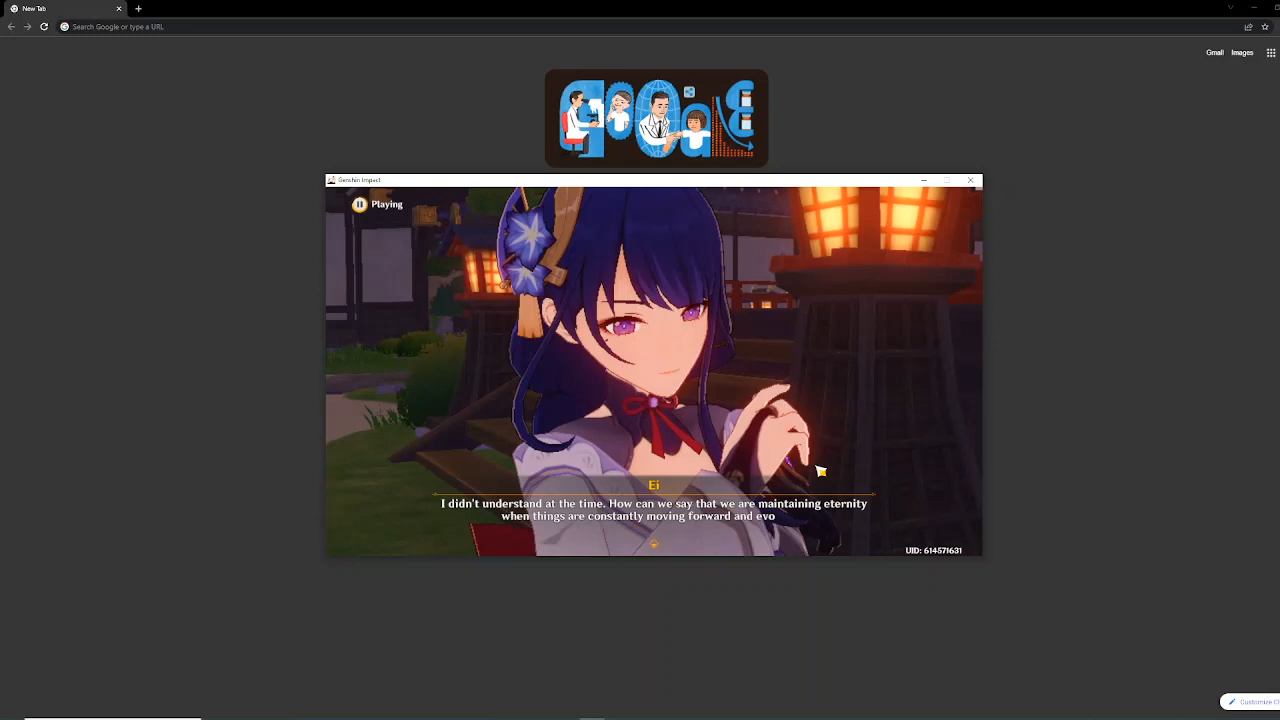 New Tab
Search Google or type a URL
Gmail Images
Genshin Impact
Playing
Ei
I didn't understand at the time. How can we say that we are maintaining eternity
when things are constantly moving forward and evo
UID: 614571631
Customize C